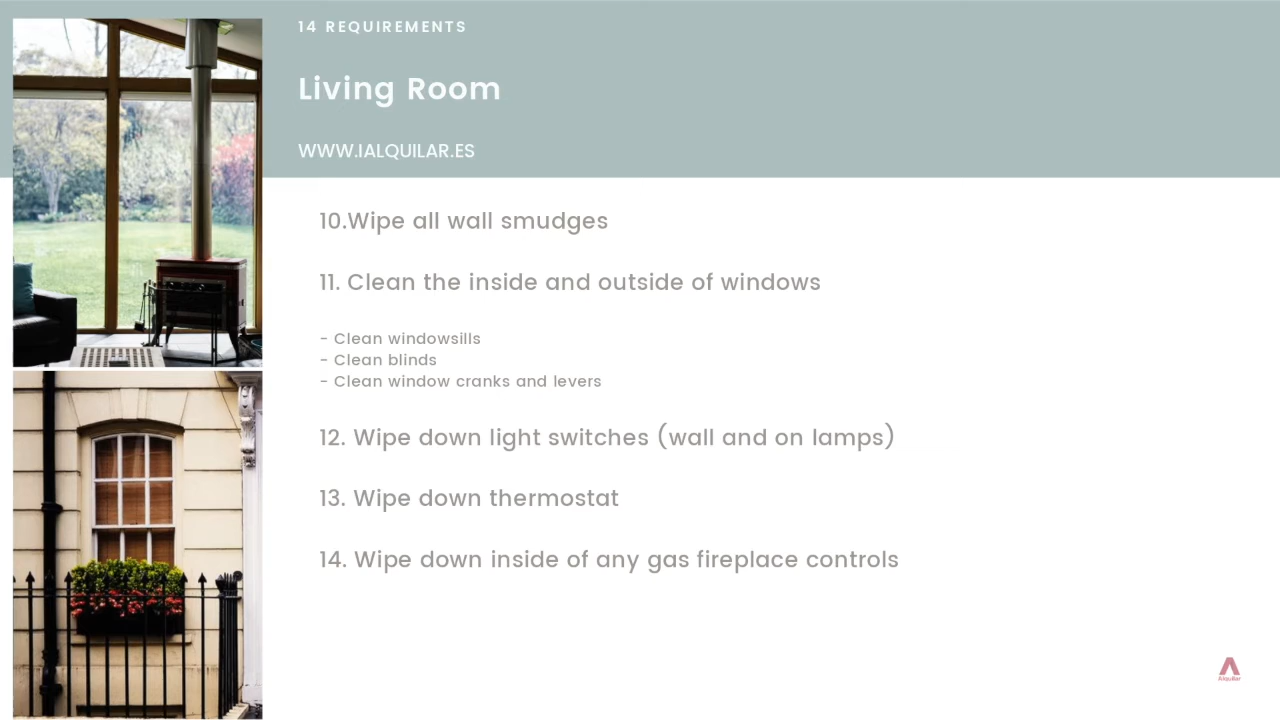 14 REQUIREMENTS
Living Room
WWW.IALQUILAR.ES
10.Wipe all wall smudges
11. Clean the inside and outside of windows
- Clean windowsills
- Clean blinds
- Clean window cranks and levers
12. Wipe down light switches (wall and on lamps)
13. Wipe down thermostat
14. Wipe down inside of any gas fireplace controls
Alquilar